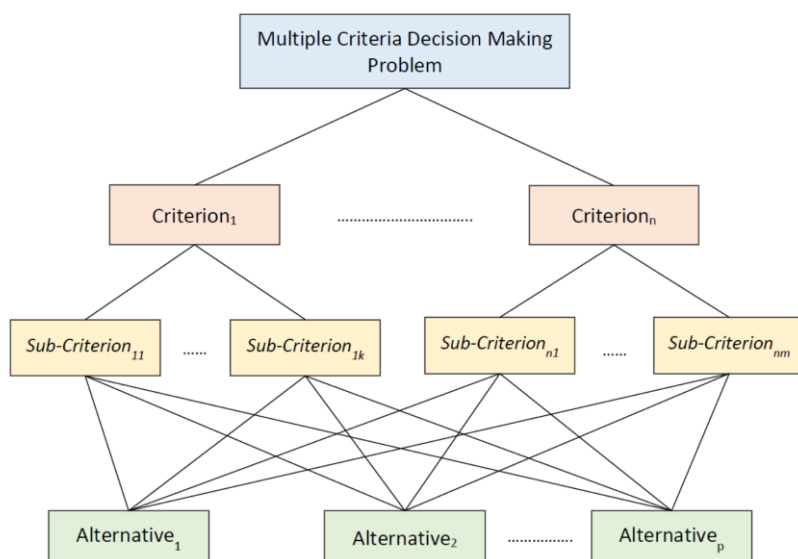 Multiple Criteria Decision Making
Problem
Criterion₁ ................................. Criterionₙ
Sub-Criterion₁₁ ...... Sub-Criterion₁ₖ Sub-Criterionₙ₁ ...... Sub-Criterionₙₘ
Alternative₁ Alternative₂ ................ Alternativeₚ